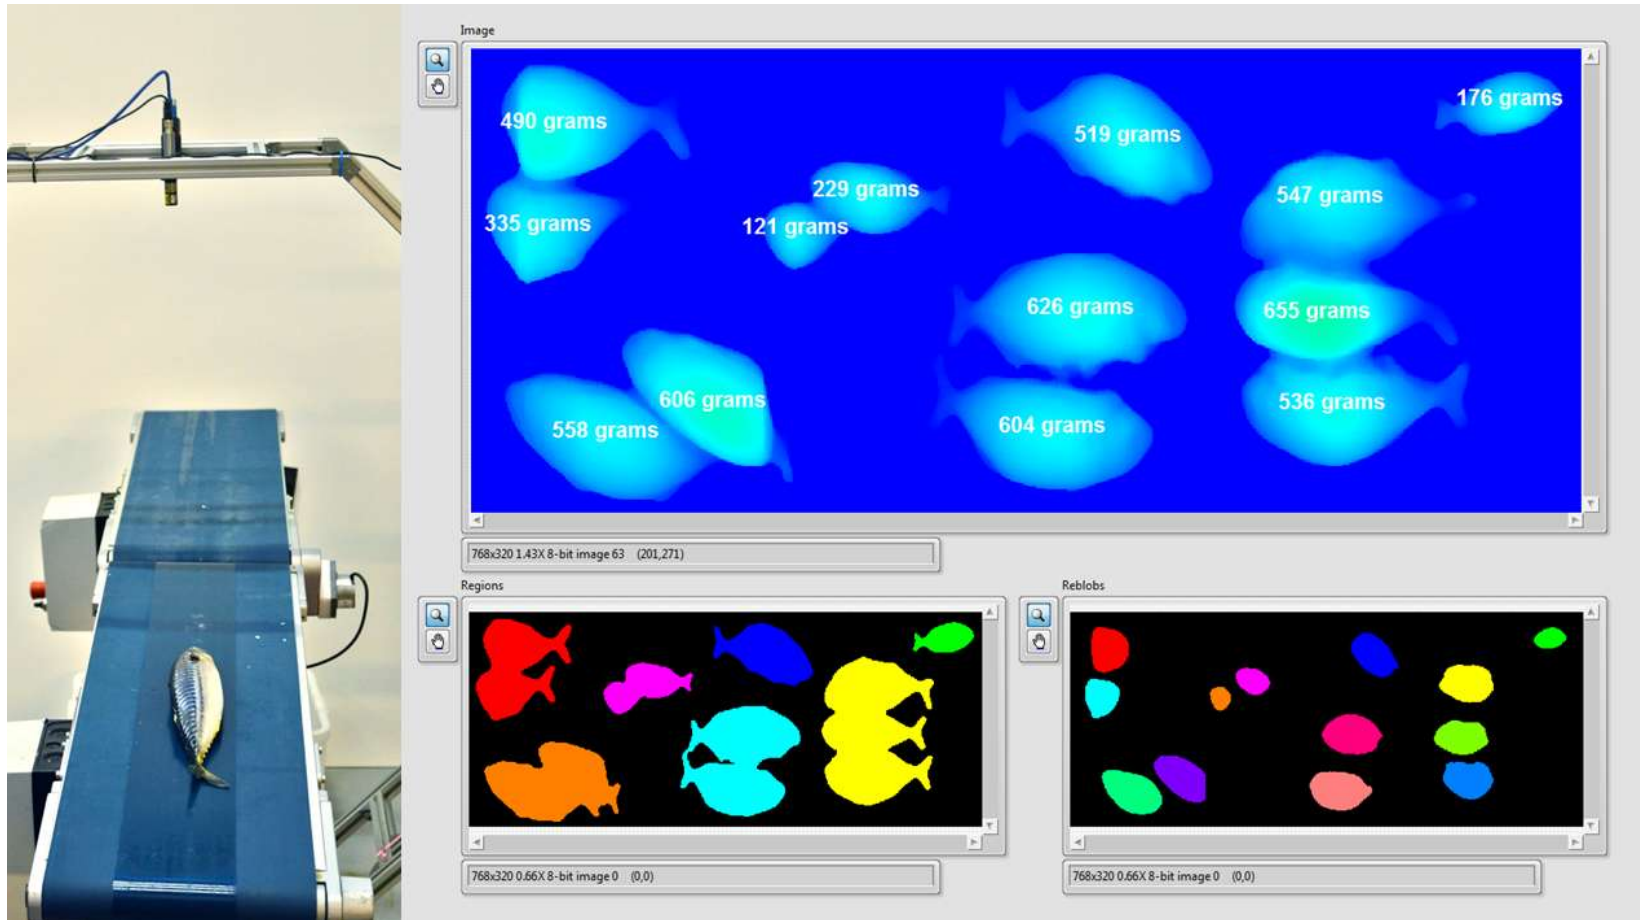 Image
490 grams
519 grams
176 grams
229 grams
547 grams
335 grams
121 grams
626 grams
655 grams
606 grams
558 grams
604 grams
536 grams
768x320 1.43X 8-bit image 63 (201,271)
Regions
Reblobs
768x320 0.66X 8-bit image 0 (0,0)
768x320 0.66X 8-bit image 0 (0,0)